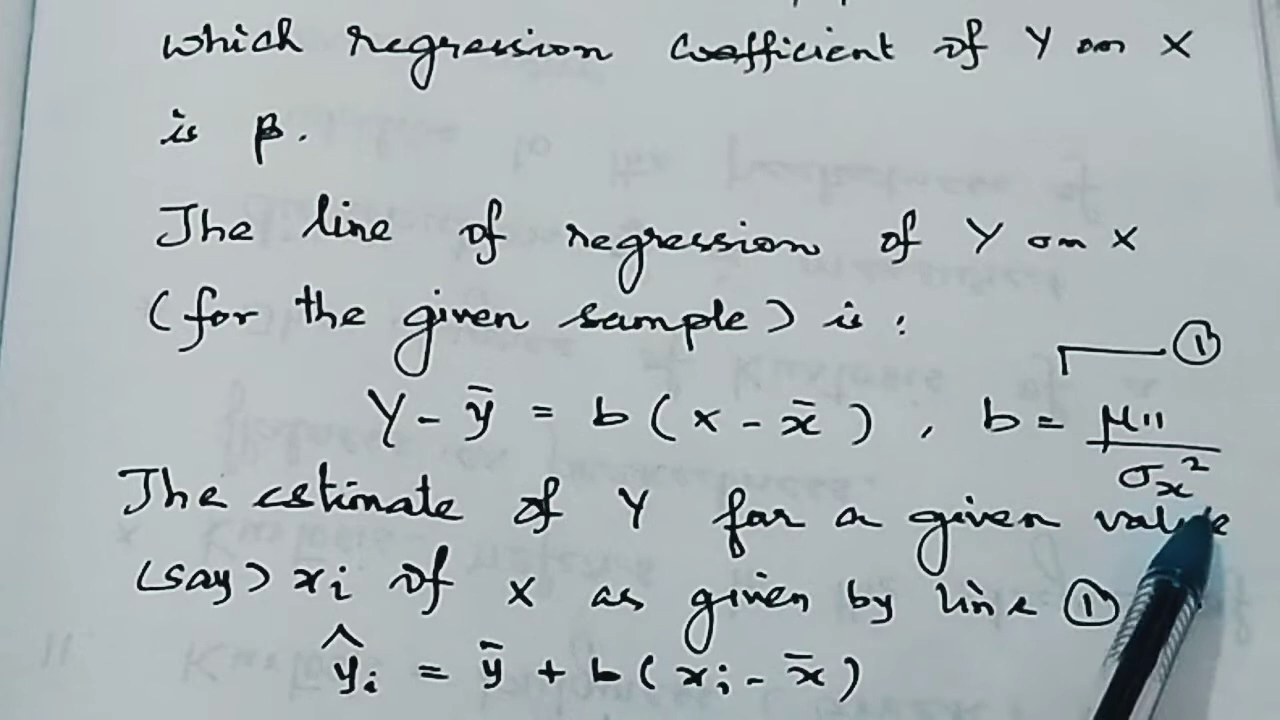 which regression coefficient of Y on X
is β.
The line of regression of Y on X
(for the given sample) is :
①
Y - ȳ = b (x - x̄ ) , b = μ₁₁ / σₓ²
The estimate of Y for a given value
(say) xᵢ of X as given by line ①
ŷᵢ = ȳ + b ( xᵢ - x̄ )